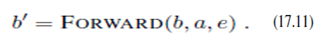 b′ = FORWARD(b, a, e) . (17.11)